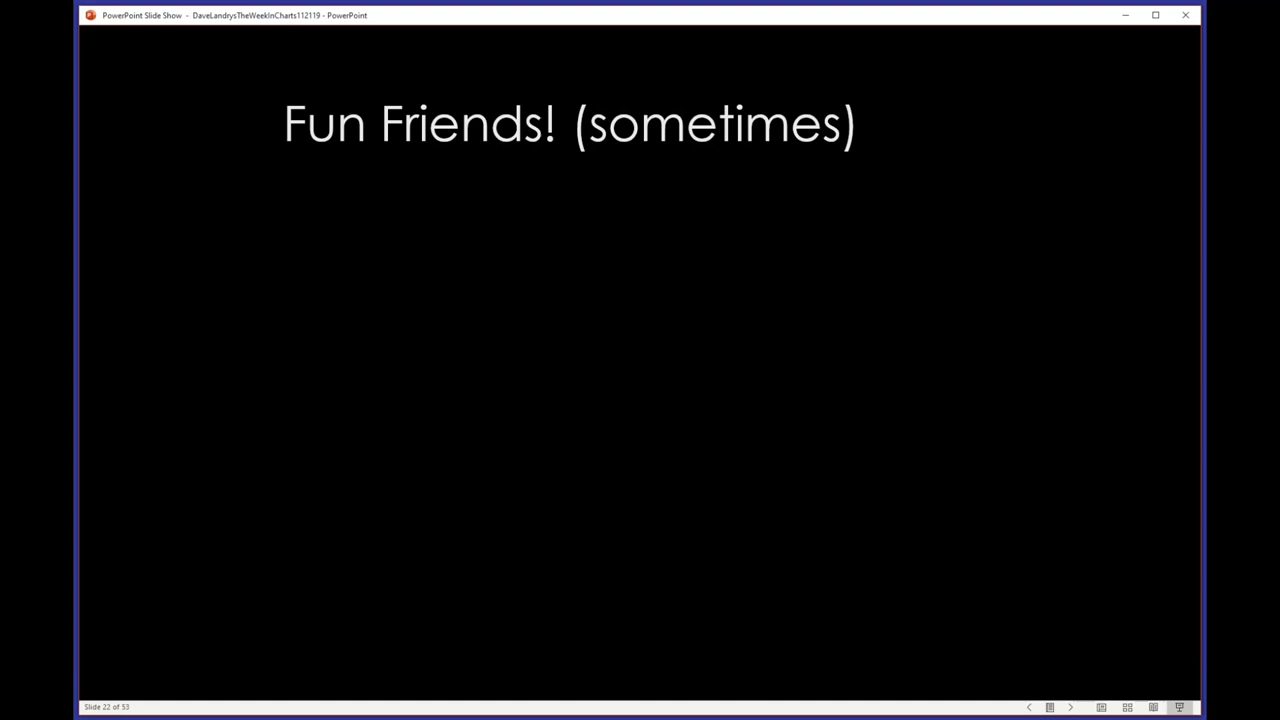 PowerPoint Slide Show - DaveLandrysTheWeekInCharts112119 - PowerPoint
Fun Friends! (sometimes)
Slide 22 of 53